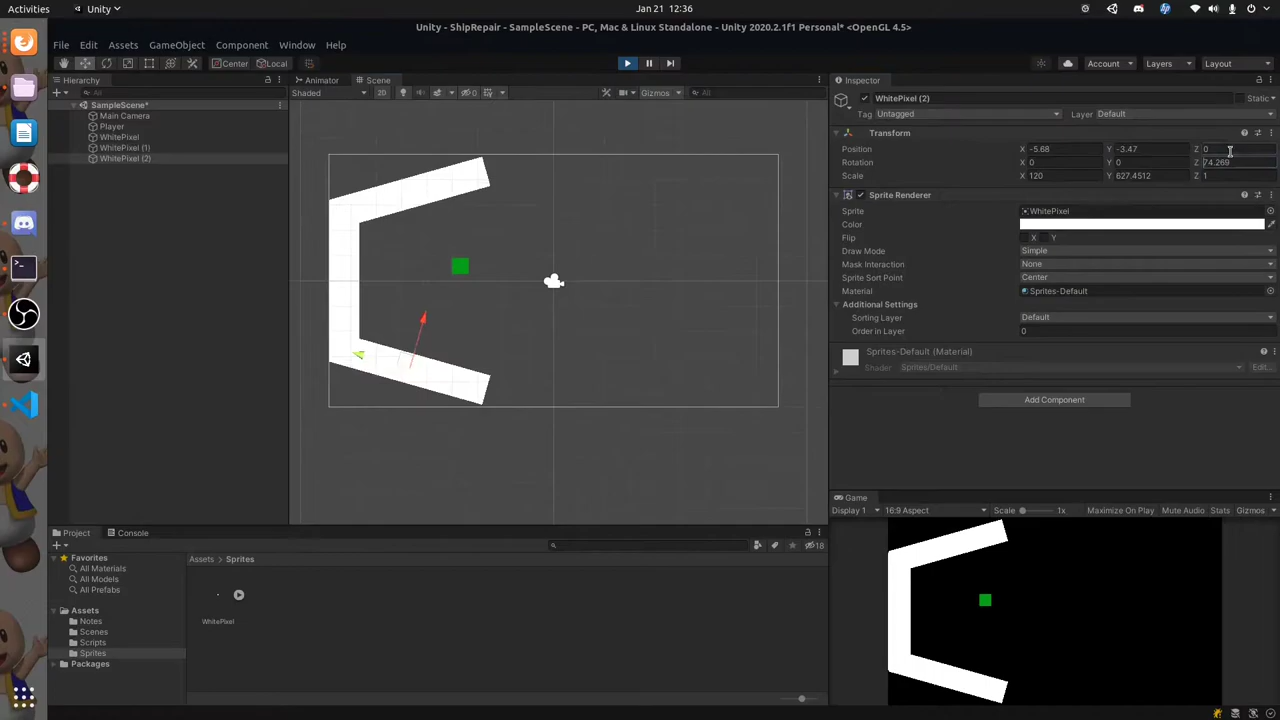 Activities
Unity
Jan 21 12:36
Unity - ShipRepair - SampleScene - PC, Mac & Linux Standalone - Unity 2020.2.1f1 Personal* <OpenGL 4.5>
File Edit Assets GameObject Component Window Help
Center Local
Account Layers Layout
Hierarchy
All
SampleScene*
Main Camera
Player
WhitePixel
WhitePixel (1)
WhitePixel (2)
Animator Scene
Shaded 2D 0 Gizmos All
Inspector
WhitePixel (2) Static
Tag Untagged Layer Default
Transform
Position X -5.68 Y -3.47 Z 0
Rotation X 0 Y 0 Z 74.269
Scale X 120 Y 627.4512 Z 1
Sprite Renderer
Sprite WhitePixel
Color
Flip X Y
Draw Mode Simple
Mask Interaction None
Sprite Sort Point Center
Material Sprites-Default
Additional Settings
Sorting Layer Default
Order in Layer 0
Sprites-Default (Material)
Shader Sprites/Default Edit...
Add Component
Game
Display 1 16:9 Aspect Scale 1x Maximize On Play Mute Audio Stats Gizmos
Project Console
18
Favorites
All Materials
All Models
All Prefabs
Assets
Notes
Scenes
Scripts
Sprites
Packages
Assets > Sprites
WhitePixel